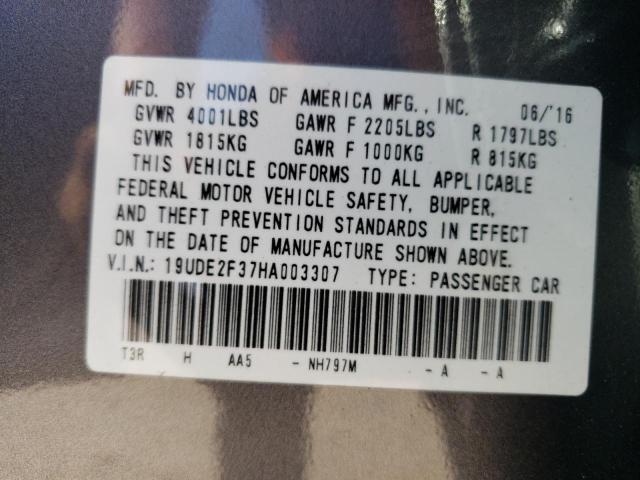 MFD. BY HONDA OF AMERICA MFG., INC. 06/'16
GVWR 4001LBS GAWR F 2205LBS R 1797LBS
GVWR 1815KG GAWR F 1000KG R 815KG
THIS VEHICLE CONFORMS TO ALL APPLICABLE
FEDERAL MOTOR VEHICLE SAFETY, BUMPER,
AND THEFT PREVENTION STANDARDS IN EFFECT
ON THE DATE OF MANUFACTURE SHOWN ABOVE.
V.I.N.: 19UDE2F37HA003307 TYPE: PASSENGER CAR
T3R H AA5 - NH797M - A - A